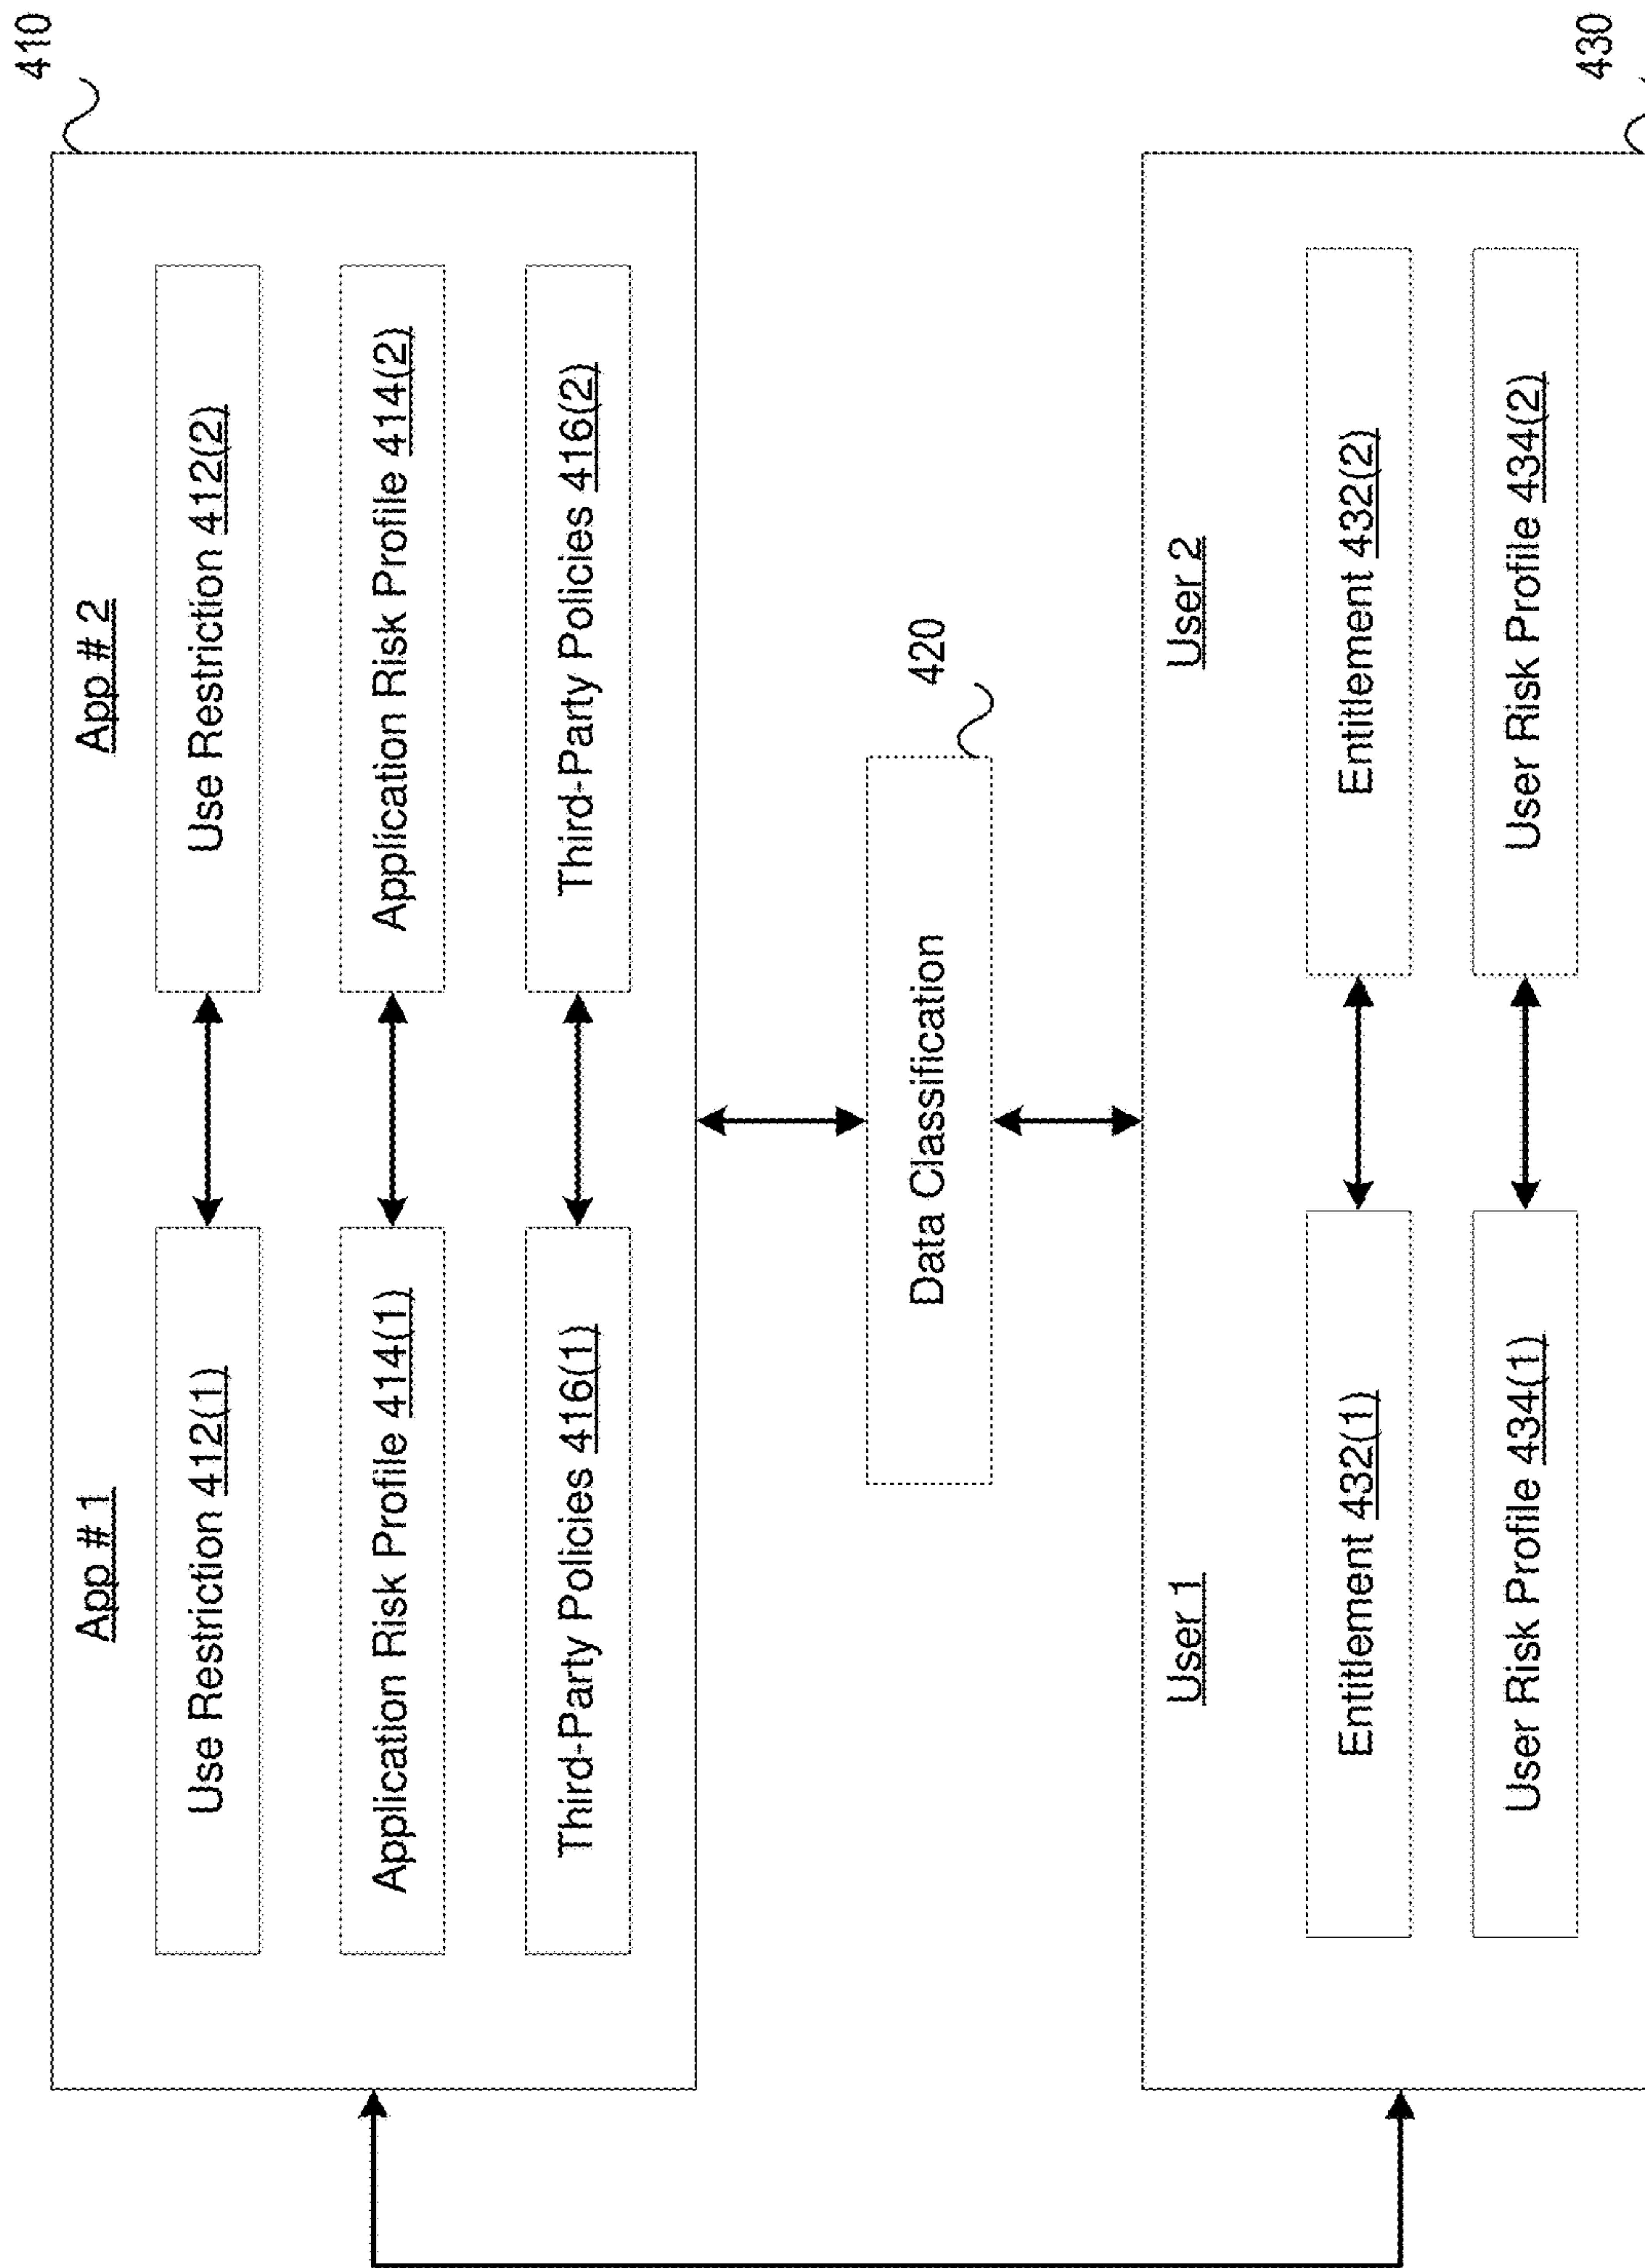 410
App # 1
App # 2
Use Restriction 412(1)
Use Restriction 412(2)
Application Risk Profile 414(1)
Application Risk Profile 414(2)
Third-Party Policies 416(1)
Third-Party Policies 416(2)
420
Data Classification
User 1
User 2
Entitlement 432(1)
Entitlement 432(2)
User Risk Profile 434(1)
User Risk Profile 434(2)
430